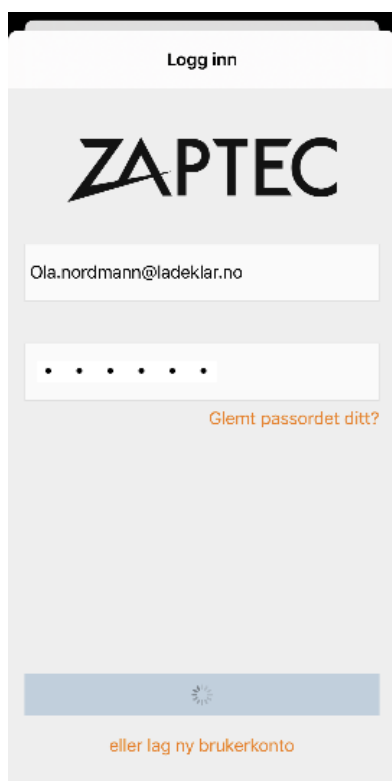 Logg inn
ZAPTEC
Ola.nordmann@ladeklar.no
Glemt passordet ditt?
eller lag ny brukerkonto